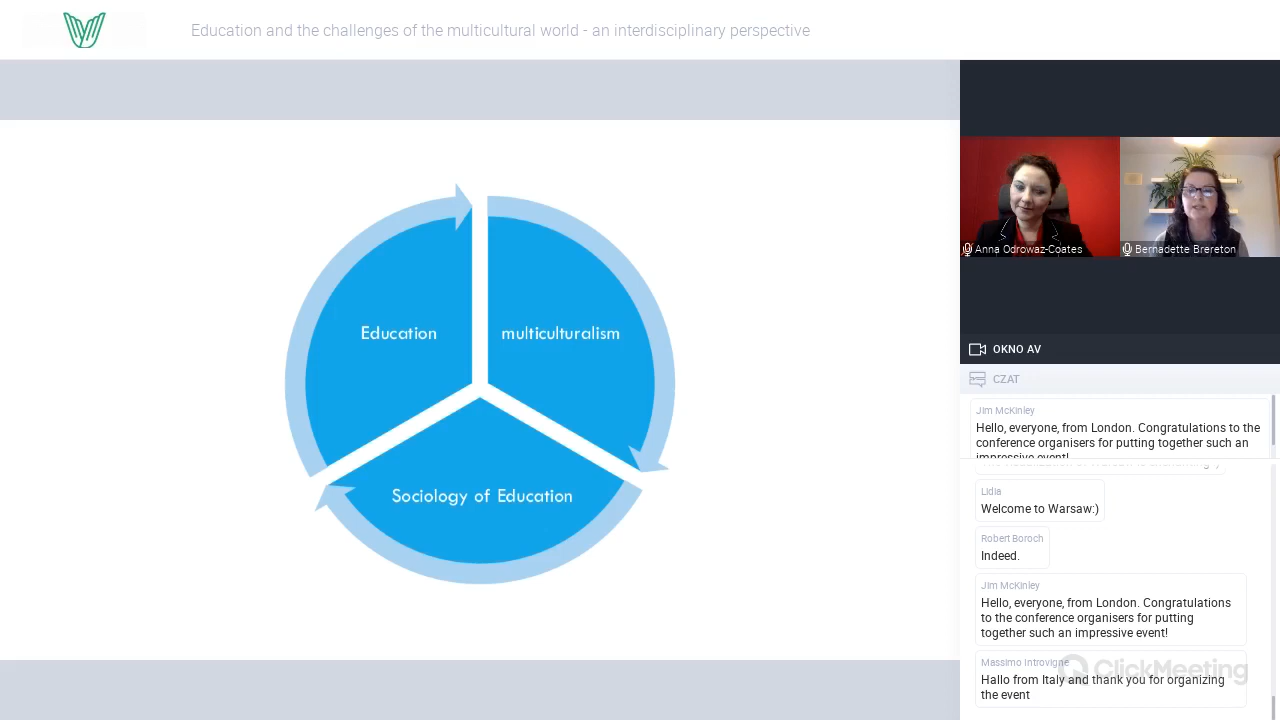 Education and the challenges of the multicultural world - an interdisciplinary perspective
Education
multiculturalism
Sociology of Education
Anna Odrowaz-Coates
Bernadette Brereton
OKNO AV
CZAT
Jim McKinley
Hello, everyone, from London. Congratulations to the
conference organisers for putting together such an
impressive event!
Lidia
Welcome to Warsaw:)
Robert Boroch
Indeed.
Jim McKinley
Hello, everyone, from London. Congratulations
to the conference organisers for putting
together such an impressive event!
Massimo Introvigne
ClickMeeting
Hallo from Italy and thank you for organizing
the event